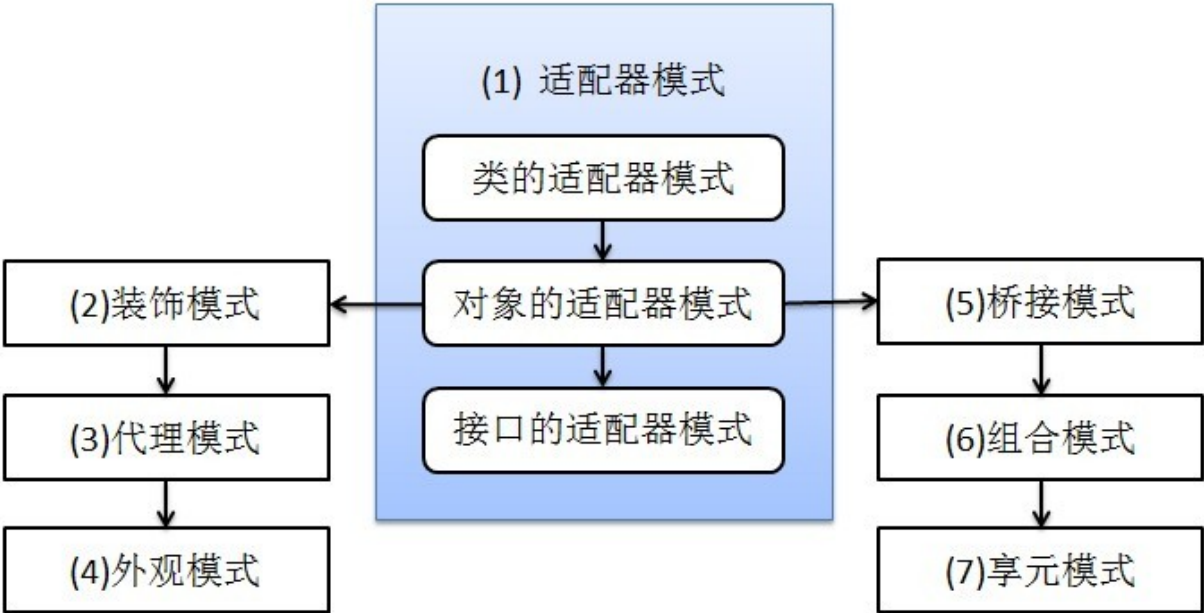 (1) 适配器模式
类的适配器模式
对象的适配器模式
接口的适配器模式
(2)装饰模式
(3)代理模式
(4)外观模式
(5)桥接模式
(6)组合模式
(7)享元模式